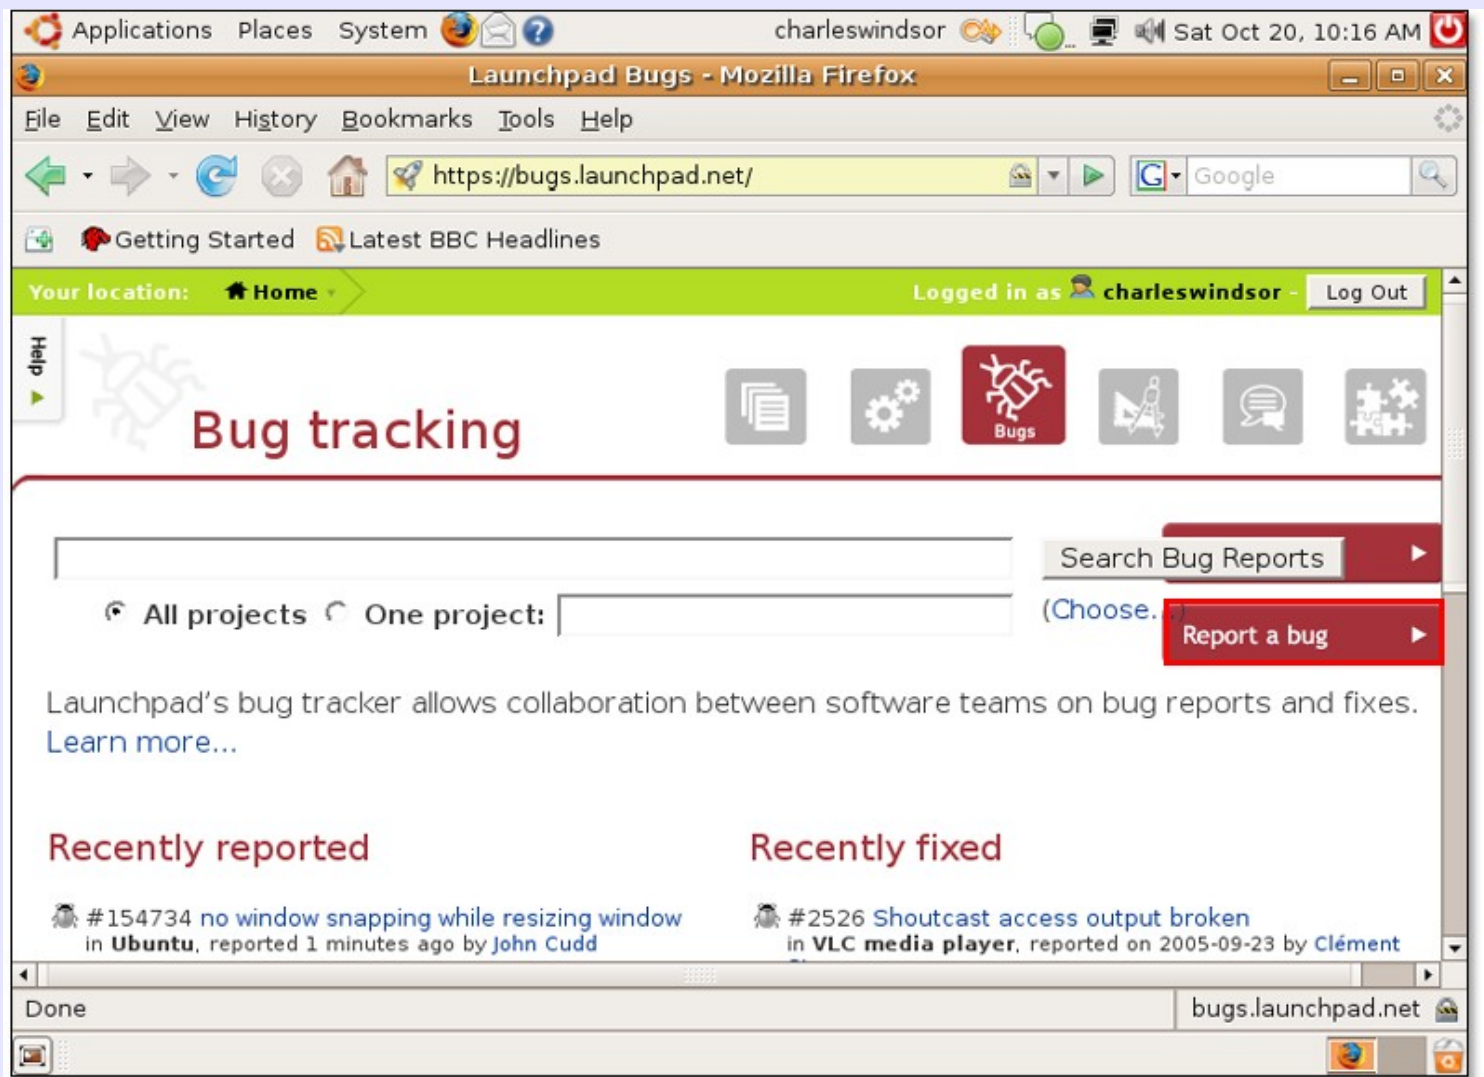 Applications Places System charleswindsor Sat Oct 20, 10:16 AM
Launchpad Bugs - Mozilla Firefox
File Edit View History Bookmarks Tools Help
https://bugs.launchpad.net/ G Google
Getting Started Latest BBC Headlines
Your location: Home Logged in as charleswindsor - Log Out
Help
Bug tracking
Bugs
Search Bug Reports
All projects One project: (Choose...)
Report a bug
Launchpad's bug tracker allows collaboration between software teams on bug reports and fixes.
Learn more...
Recently reported Recently fixed
#154734 no window snapping while resizing window #2526 Shoutcast access output broken
in Ubuntu, reported 1 minutes ago by John Cudd in VLC media player, reported on 2005-09-23 by Clément
Done bugs.launchpad.net